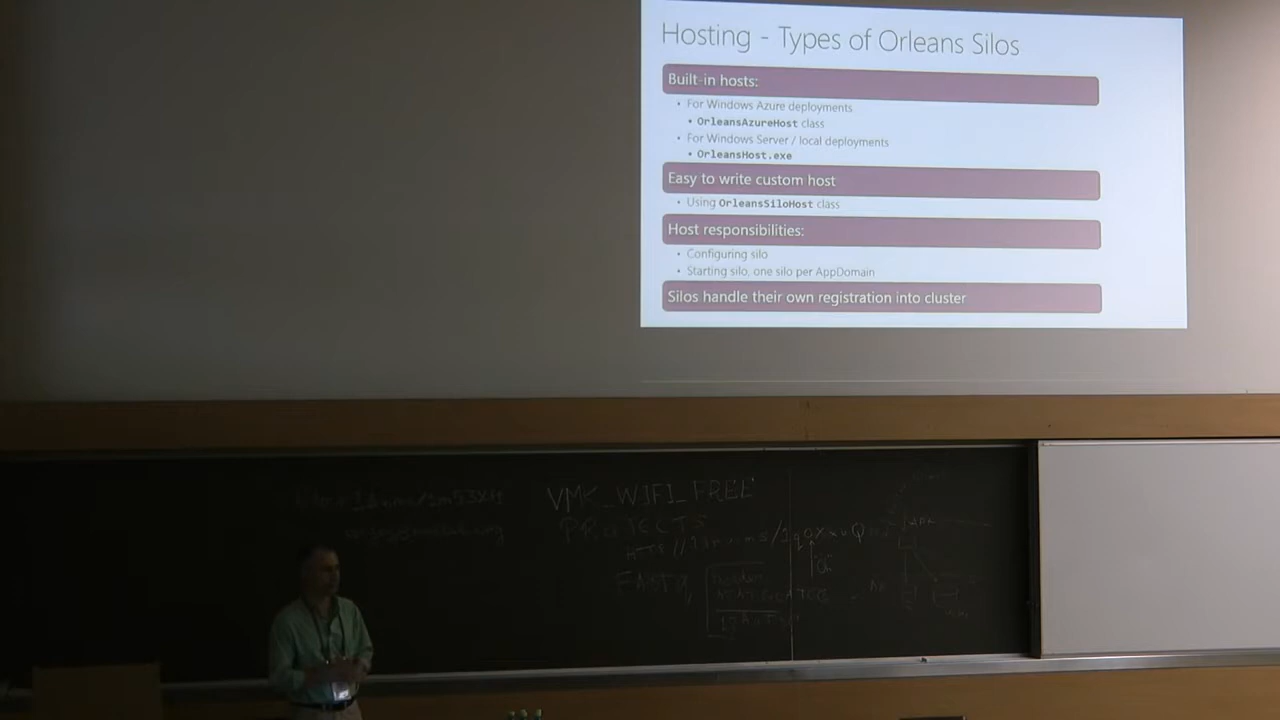 Hosting - Types of Orleans Silos
Built-in hosts:
• For Windows Azure deployments
• OrleansAzureHost class
• For Windows Server / local deployments
• OrleansHost.exe
Easy to write custom host
• Using OrleansSiloHost class
Host responsibilities:
• Configuring silo
• Starting silo, one silo per AppDomain
Silos handle their own registration into cluster
VMK_WIFI_FREE
PROJECTS
FASTQ